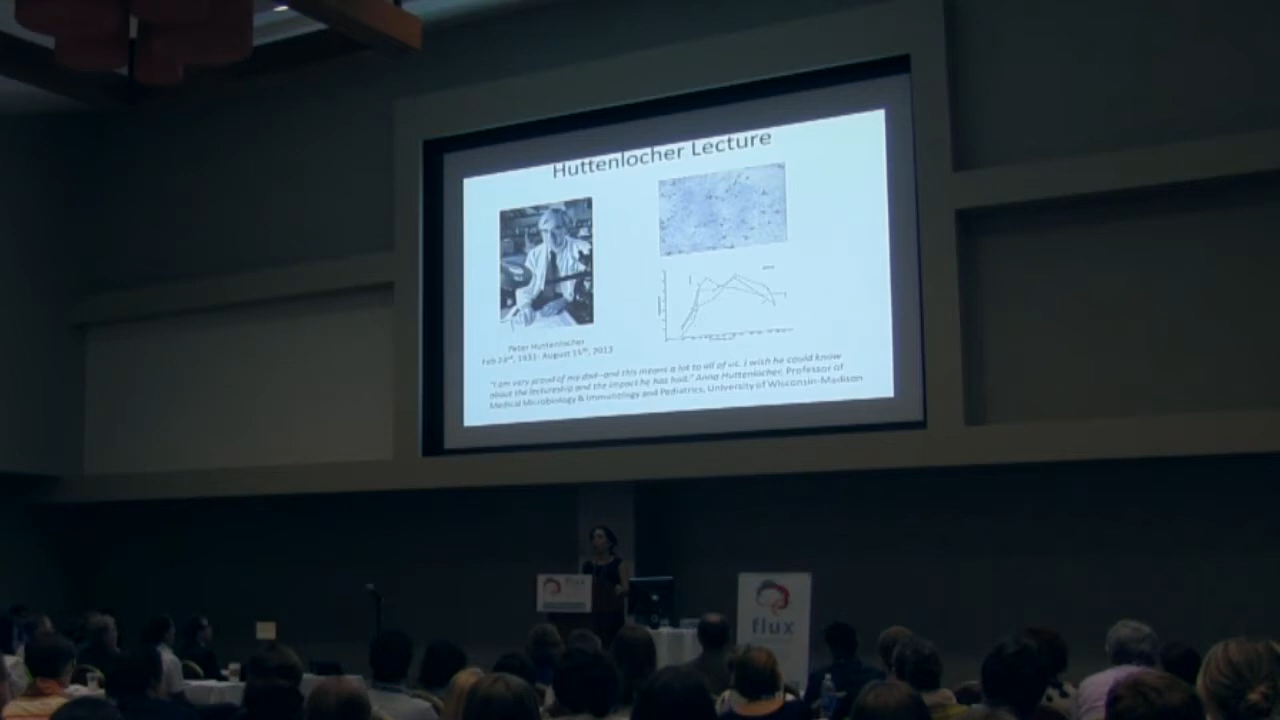 Huttenlocher Lecture
Peter Huttenlocher
Feb 23rd, 1931- August 15th, 2013
"I am very proud of my dad--and this means a lot to all of us. I wish he could know
about the lectureship and the impact he has had." Anna Huttenlocher, Professor of
Medical Microbiology & Immunology and Pediatrics, University of Wisconsin-Madison
flux
flux